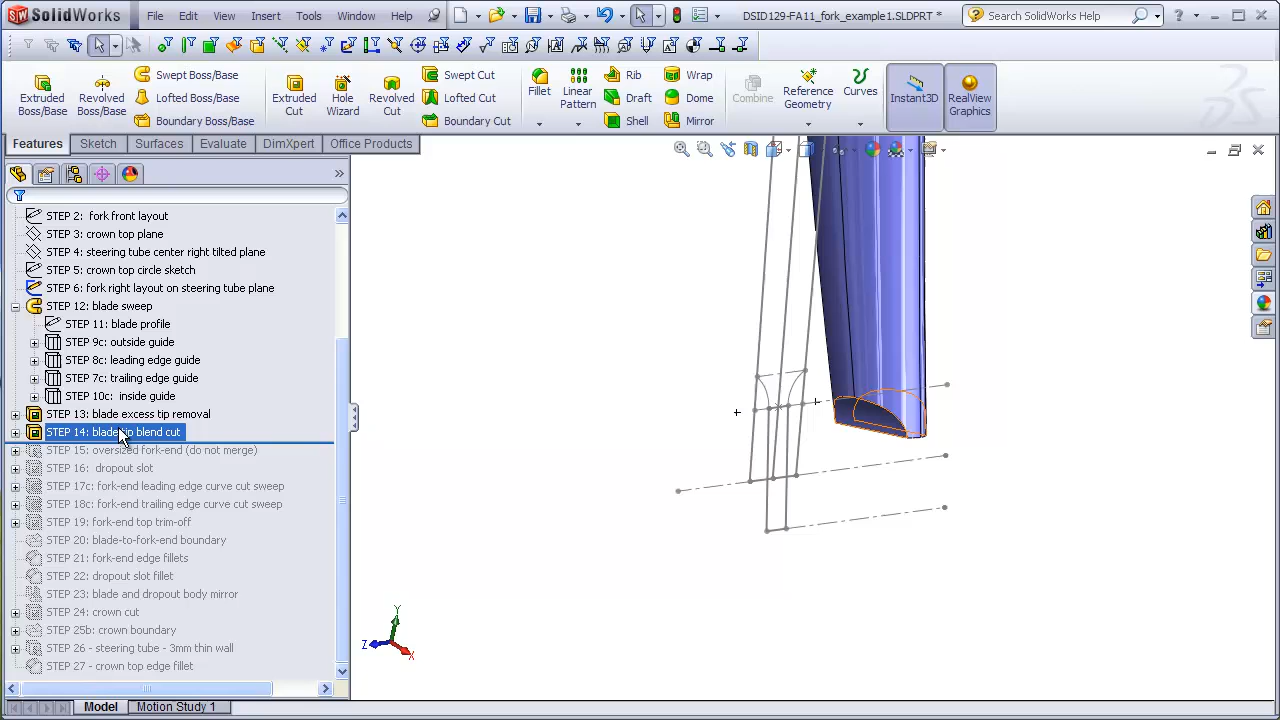 SolidWorks File Edit View Insert Tools Window Help DSID129-FA11_fork_example1.SLDPRT * Search SolidWorks Help
Extruded Boss/Base
Revolved Boss/Base
Swept Boss/Base
Lofted Boss/Base
Boundary Boss/Base
Extruded Cut
Hole Wizard
Revolved Cut
Swept Cut
Lofted Cut
Boundary Cut
Fillet
Linear Pattern
Rib
Draft
Shell
Wrap
Dome
Mirror
Combine
Reference Geometry
Curves
Instant3D
RealView Graphics
Features Sketch Surfaces Evaluate DimXpert Office Products
STEP 2: fork front layout
STEP 3: crown top plane
STEP 4: steering tube center right tilted plane
STEP 5: crown top circle sketch
STEP 6: fork right layout on steering tube plane
STEP 12: blade sweep
STEP 11: blade profile
STEP 9c: outside guide
STEP 8c: leading edge guide
STEP 7c: trailing edge guide
STEP 10c: inside guide
STEP 13: blade excess tip removal
STEP 14: blade tip blend cut
STEP 15: oversized fork-end (do not merge)
STEP 16: dropout slot
STEP 17c: fork-end leading edge curve cut sweep
STEP 18c: fork-end trailing edge curve cut sweep
STEP 19: fork-end top trim-off
STEP 20: blade-to-fork-end boundary
STEP 21: fork-end edge fillets
STEP 22: dropout slot fillet
STEP 23: blade and dropout body mirror
STEP 24: crown cut
STEP 25b: crown boundary
STEP 26 - steering tube - 3mm thin wall
STEP 27 - crown top edge fillet
Y
Z
X
Model Motion Study 1